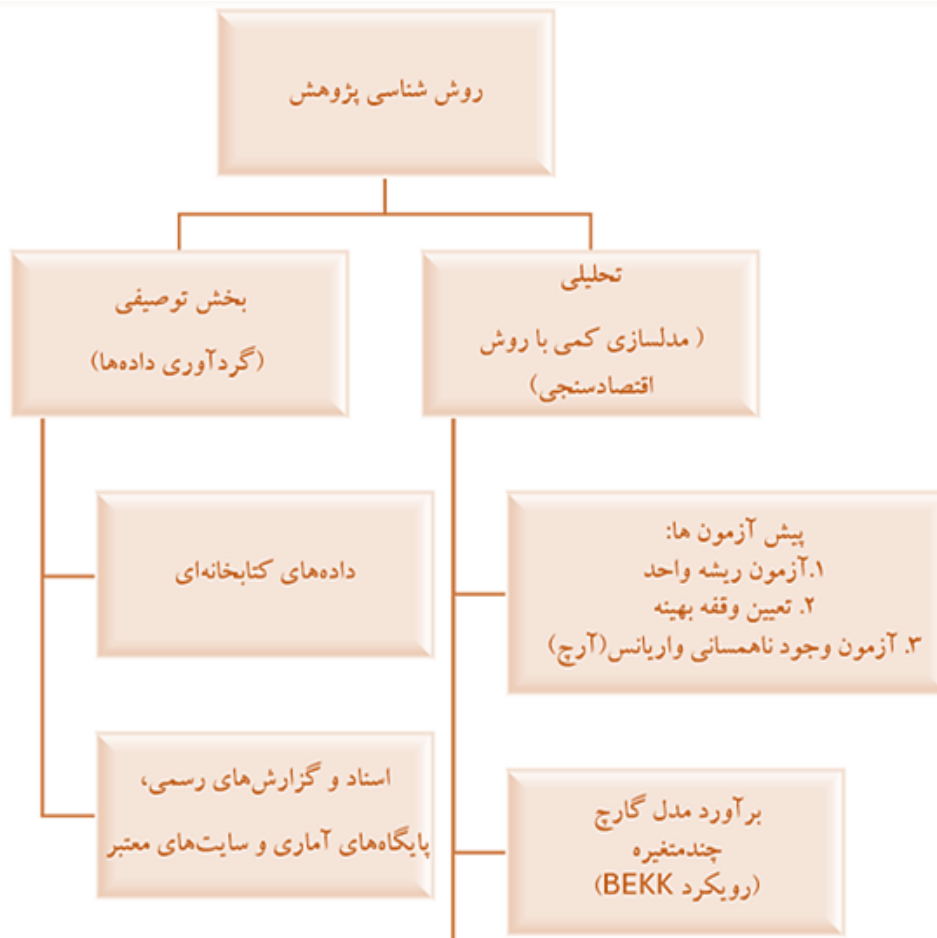 روش شناسی پژوهش
تحلیلی
( مدلسازی کمی با روش
اقتصادسنجی)
بخش توصیفی
(گردآوری داده‌ها)
پیش آزمون ها:
۱.آزمون ریشه واحد
۲. تعیین وقفه بهینه
۳. آزمون وجود ناهمسانی واریانس(آرچ)
داده‌های کتابخانه‌ای
برآورد مدل گارچ
چندمتغیره
(رویکرد BEKK)
اسناد و گزارش‌های رسمی،
پایگاه‌های آماری و سایت‌های معتبر